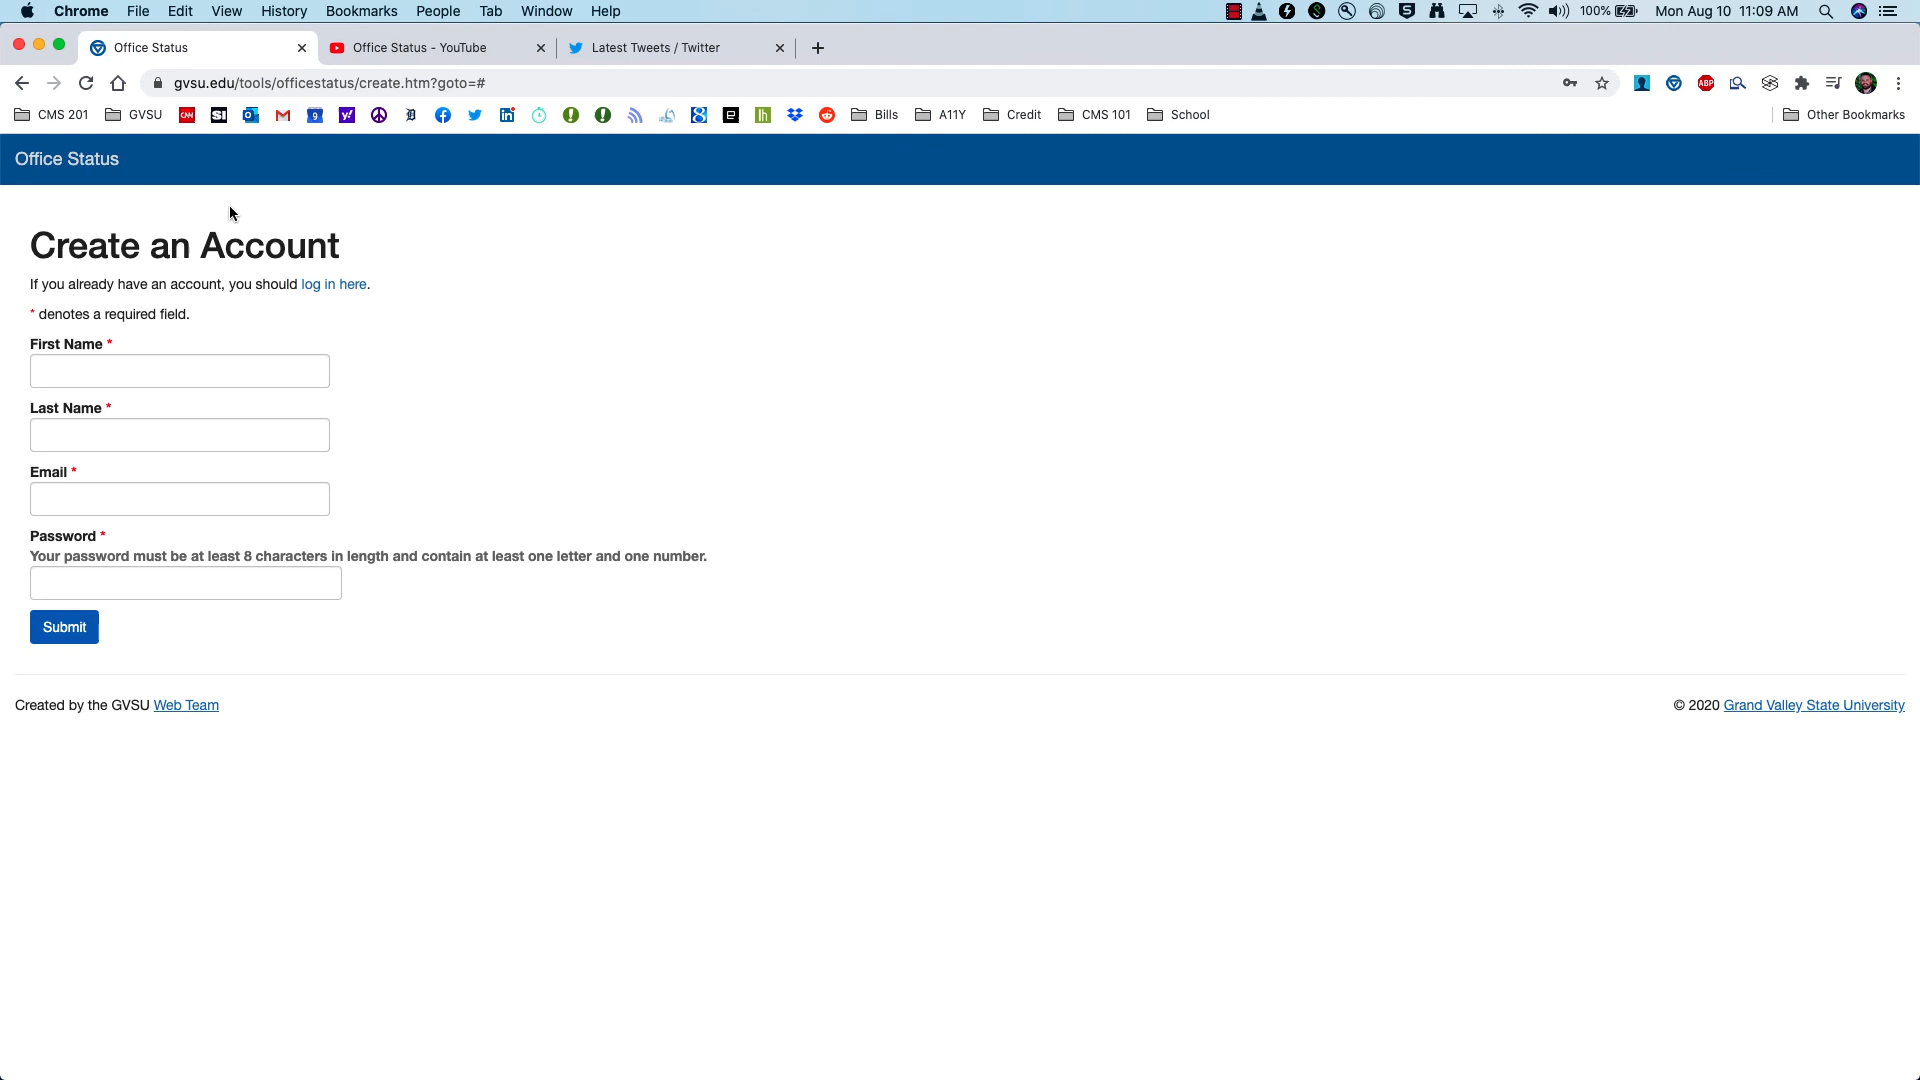 Chrome File Edit View History Bookmarks People Tab Window Help 100% Mon Aug 10 11:09 AM
Office Status Office Status - YouTube Latest Tweets / Twitter
gvsu.edu/tools/officestatus/create.htm?goto=#
CMS 201 GVSU Bills A11Y Credit CMS 101 School Other Bookmarks
Office Status
Create an Account
If you already have an account, you should log in here.
* denotes a required field.
First Name *
Last Name *
Email *
Password *
Your password must be at least 8 characters in length and contain at least one letter and one number.
Submit
Created by the GVSU Web Team © 2020 Grand Valley State University